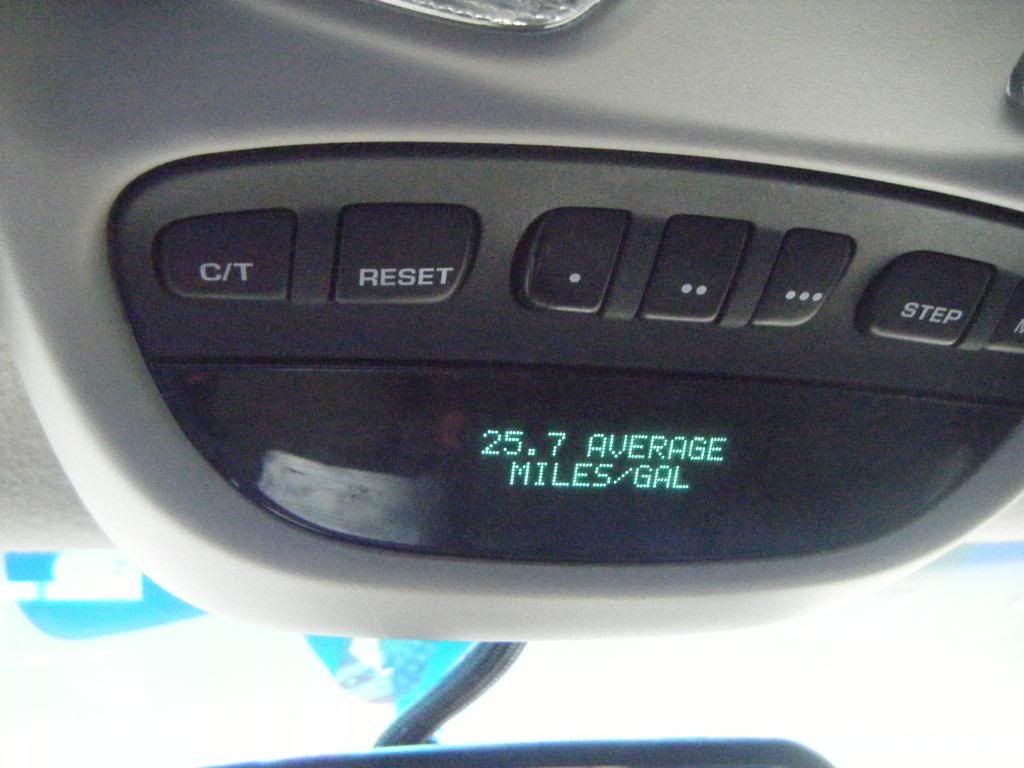 C/T RESET • •• ••• STEP M
25.7 AVERAGE
MILES/GAL